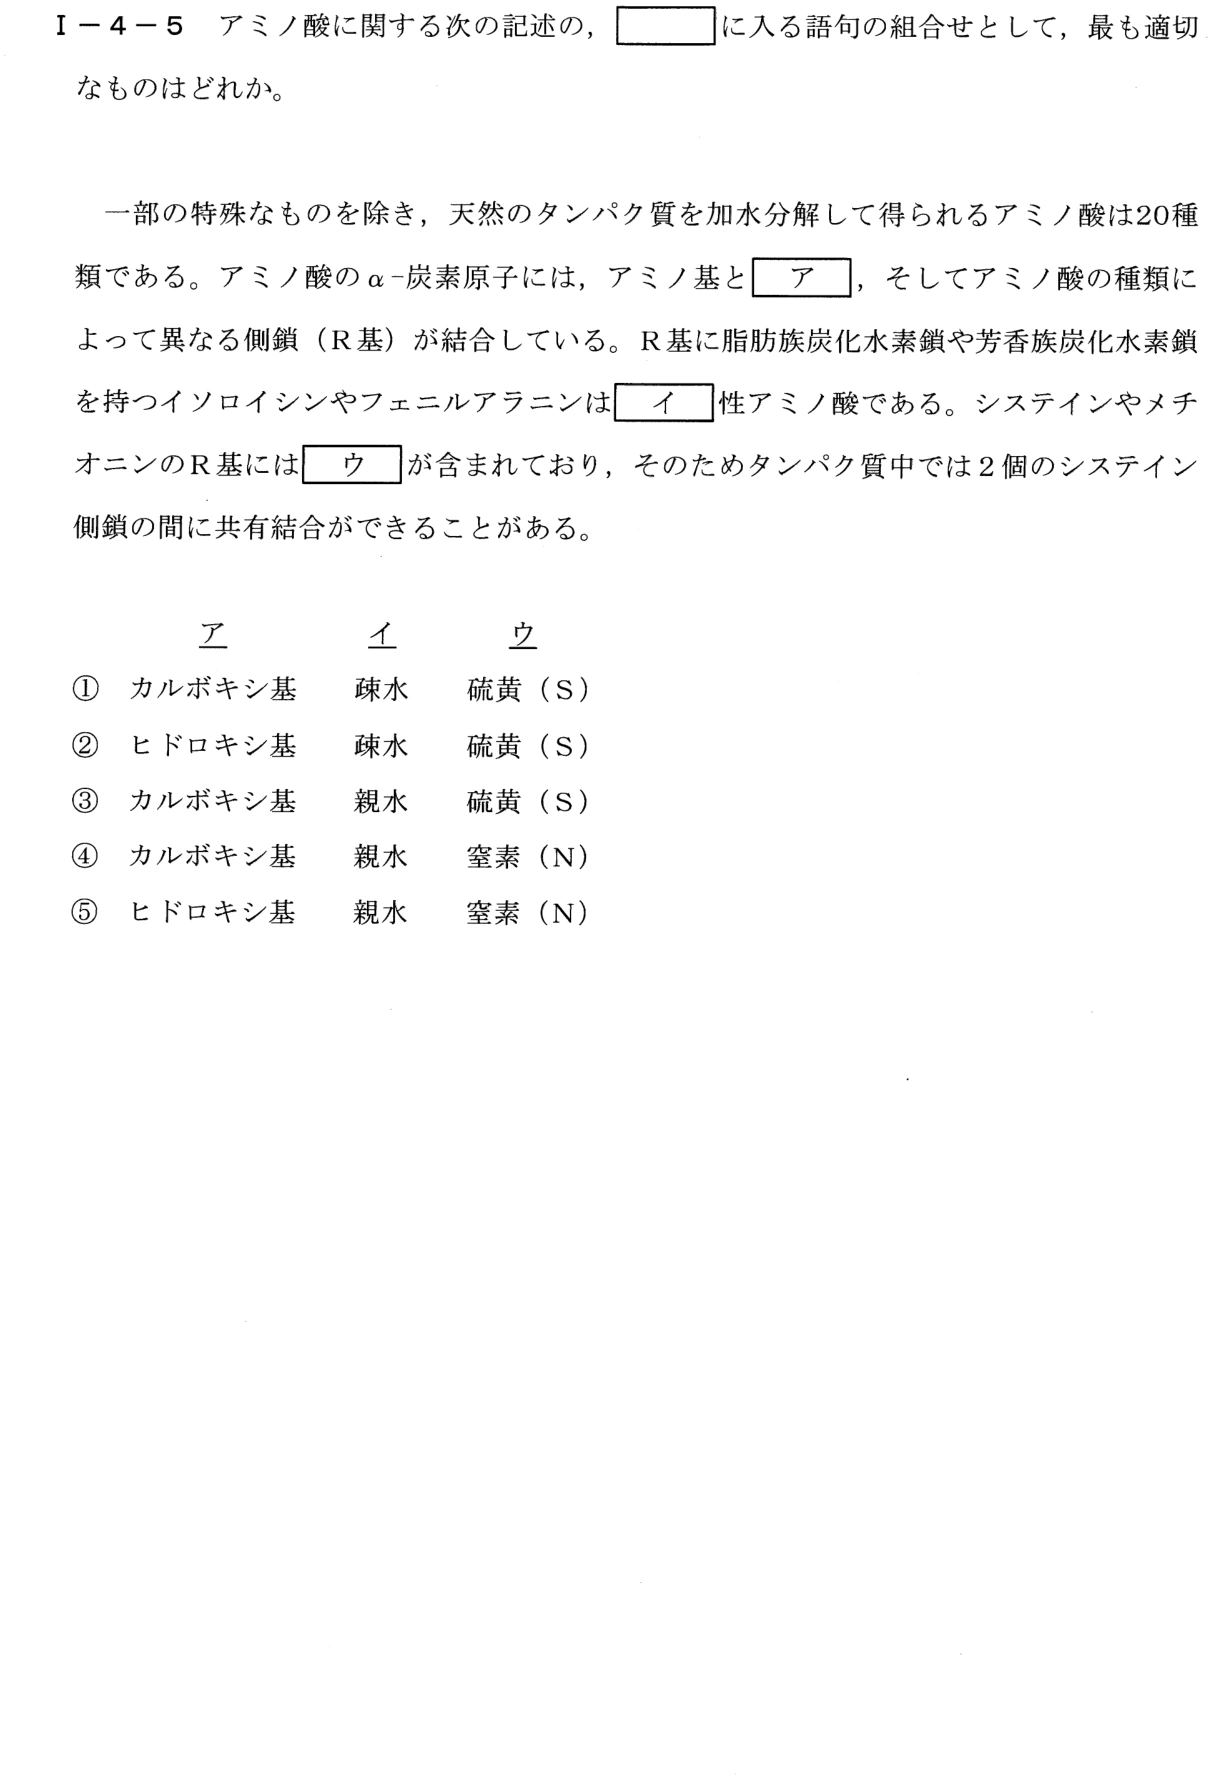 Ⅰ－４－５　アミノ酸に関する次の記述の，　　　に入る語句の組合せとして，最も適切
なものはどれか。
一部の特殊なものを除き，天然のタンパク質を加水分解して得られるアミノ酸は20種
類である。アミノ酸のα-炭素原子には，アミノ基と ア ，そしてアミノ酸の種類に
よって異なる側鎖（Ｒ基）が結合している。Ｒ基に脂肪族炭化水素鎖や芳香族炭化水素鎖
を持つイソロイシンやフェニルアラニンは イ 性アミノ酸である。システインやメチ
オニンのＲ基には ウ が含まれており，そのためタンパク質中では２個のシステイン
側鎖の間に共有結合ができることがある。
ア　イ　ウ
① カルボキシ基　疎水　硫黄（Ｓ）
② ヒドロキシ基　疎水　硫黄（Ｓ）
③ カルボキシ基　親水　硫黄（Ｓ）
④ カルボキシ基　親水　窒素（Ｎ）
⑤ ヒドロキシ基　親水　窒素（Ｎ）